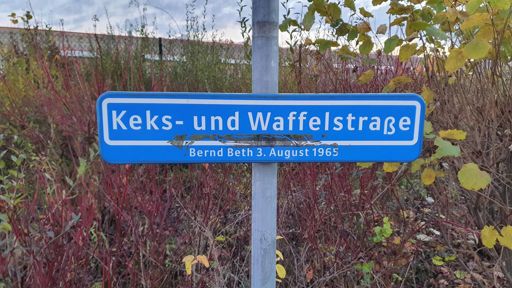 Keks- und Waffelstraße
Bernd Beth 3. August 1965